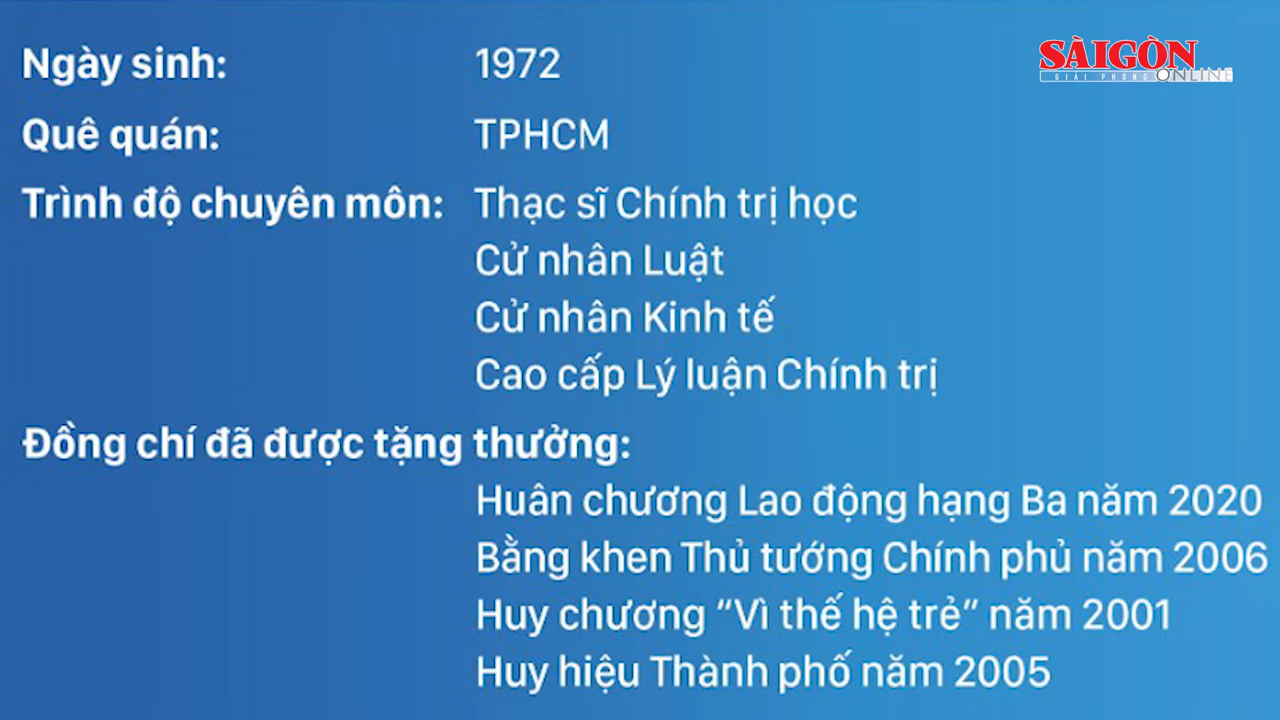 Ngày sinh: 1972
SÀIGÒN
GIẢI PHÓNG ONLINE
Quê quán: TPHCM
Trình độ chuyên môn: Thạc sĩ Chính trị học
Cử nhân Luật
Cử nhân Kinh tế
Cao cấp Lý luận Chính trị
Đồng chí đã được tặng thưởng:
Huân chương Lao động hạng Ba năm 2020
Bằng khen Thủ tướng Chính phủ năm 2006
Huy chương “Vì thế hệ trẻ” năm 2001
Huy hiệu Thành phố năm 2005